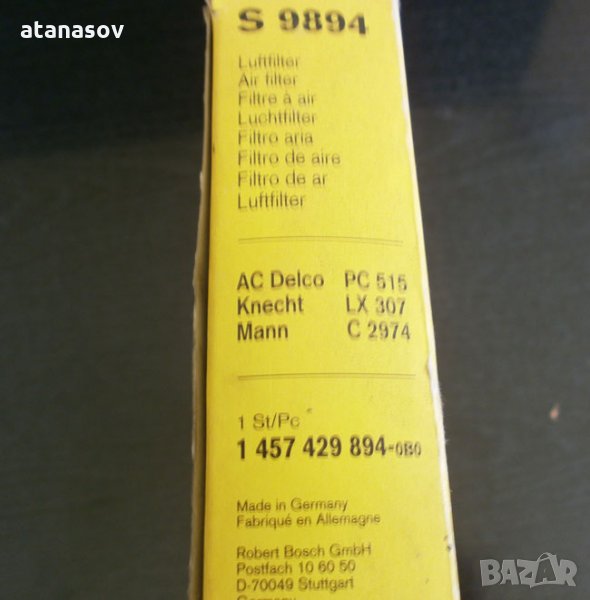 atanasov
S 9894
Luftfilter
Air filter
Filtre à air
Luchtfilter
Filtro aria
Filtro de aire
Filtro de ar
Luftfilter
AC Delco PC 515
Knecht LX 307
Mann C 2974
1 St/Pc
1 457 429 894-0B0
Made in Germany
Fabriqué en Allemagne
Robert Bosch GmbH
Postfach 10 60 50
D-70049 Stuttgart
Germany
BAZAR